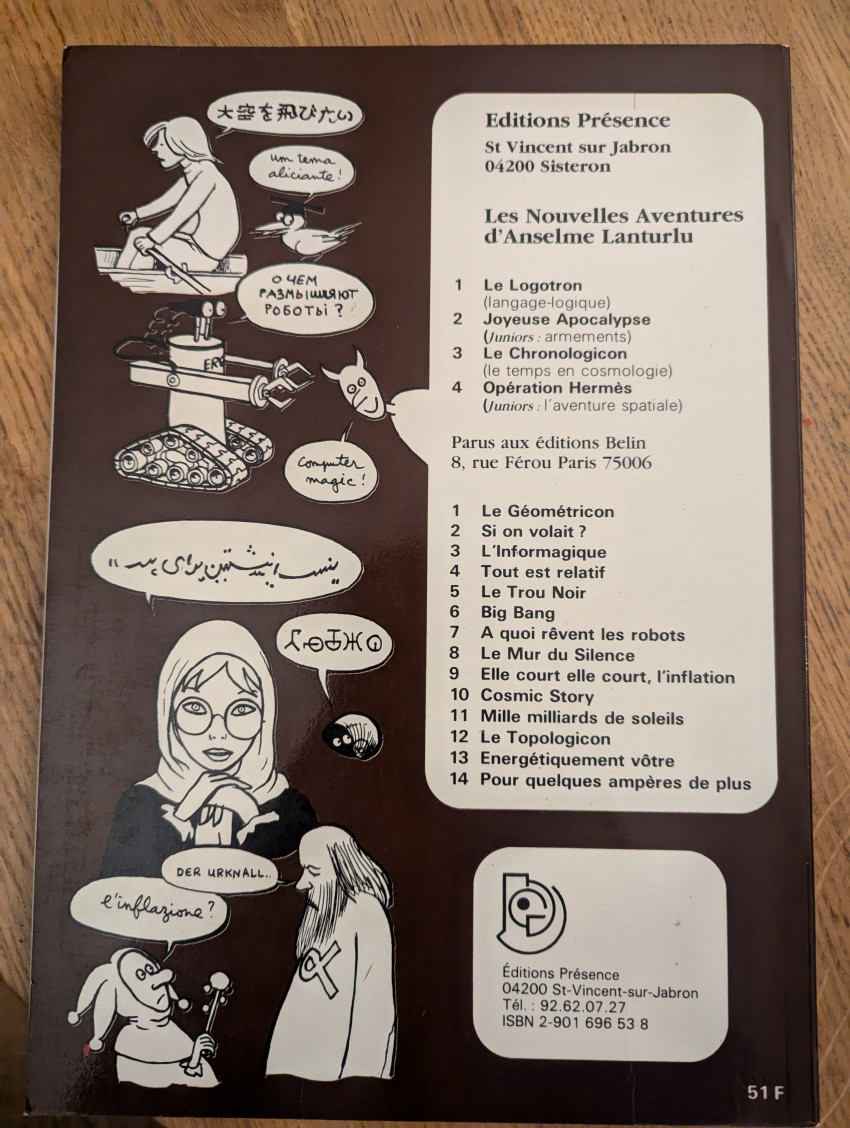 大空を飛びたい
um tema
aliciante!
О ЧЕМ
РАЗМЫШЛЯЮТ
РОБОТЫ?
ERR
computer
magic!
DER URKNALL..
l'inflazione?
Editions Présence
St Vincent sur Jabron
04200 Sisteron
Les Nouvelles Aventures
d'Anselme Lanturlu
1 Le Logotron
(langage-logique)
2 Joyeuse Apocalypse
(Juniors : armements)
3 Le Chronologicon
(le temps en cosmologie)
4 Opération Hermès
(Juniors : l'aventure spatiale)
Parus aux éditions Belin
8, rue Férou Paris 75006
1 Le Géométricon
2 Si on volait ?
3 L'Informagique
4 Tout est relatif
5 Le Trou Noir
6 Big Bang
7 A quoi rêvent les robots
8 Le Mur du Silence
9 Elle court elle court, l'inflation
10 Cosmic Story
11 Mille milliards de soleils
12 Le Topologicon
13 Energétiquement vôtre
14 Pour quelques ampères de plus
Éditions Présence
04200 St-Vincent-sur-Jabron
Tél. : 92.62.07.27
ISBN 2-901 696 53 8
51 F